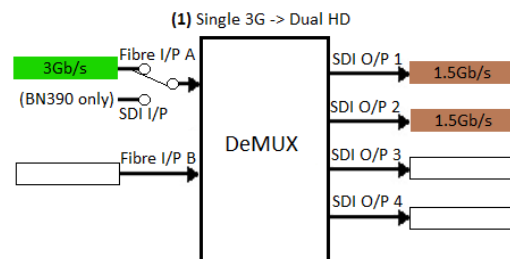 (1) Single 3G -> Dual HD
Fibre I/P A
3Gb/s
(BN390 only)
SDI I/P
Fibre I/P B
DeMUX
SDI O/P 1
1.5Gb/s
SDI O/P 2
1.5Gb/s
SDI O/P 3
SDI O/P 4